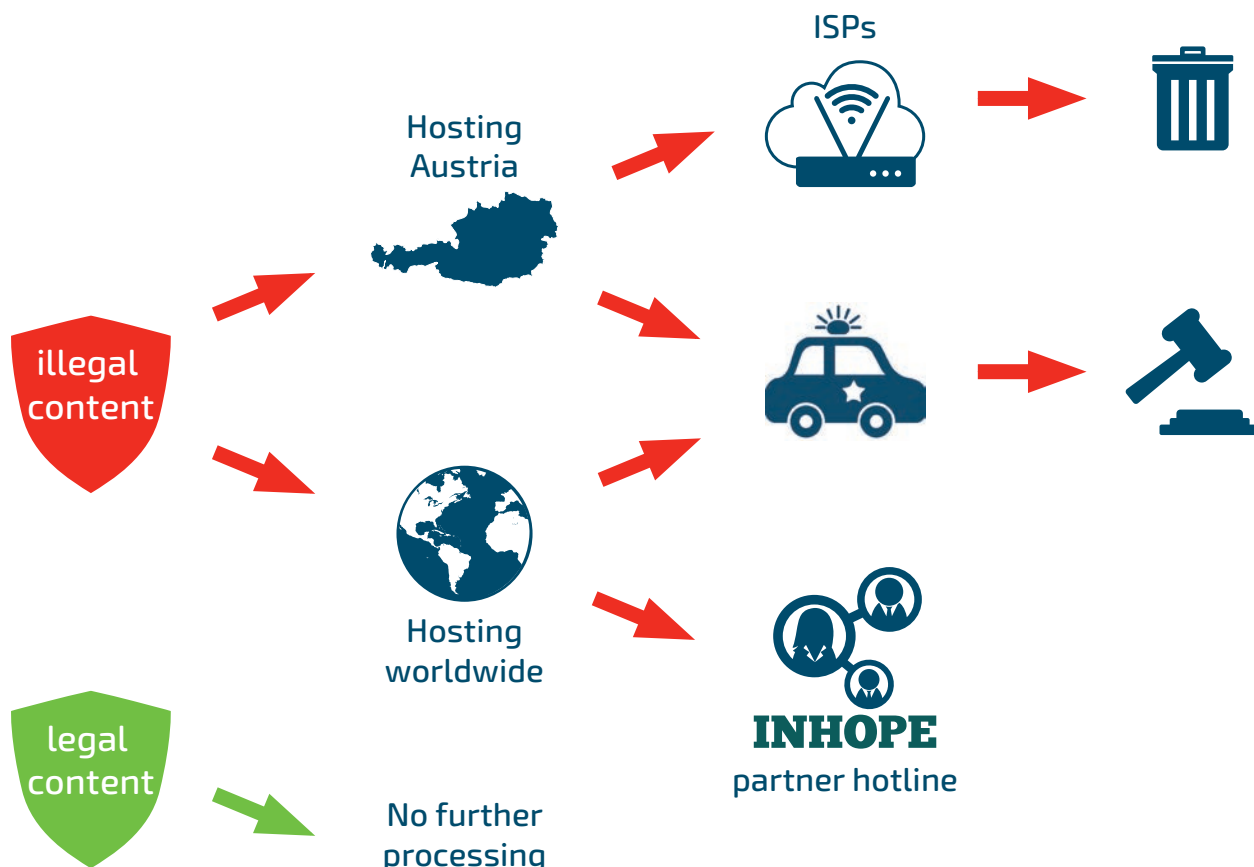 ISPs
Hosting
Austria
illegal
content
Hosting
worldwide
INHOPE
partner hotline
legal
content
No further
processing